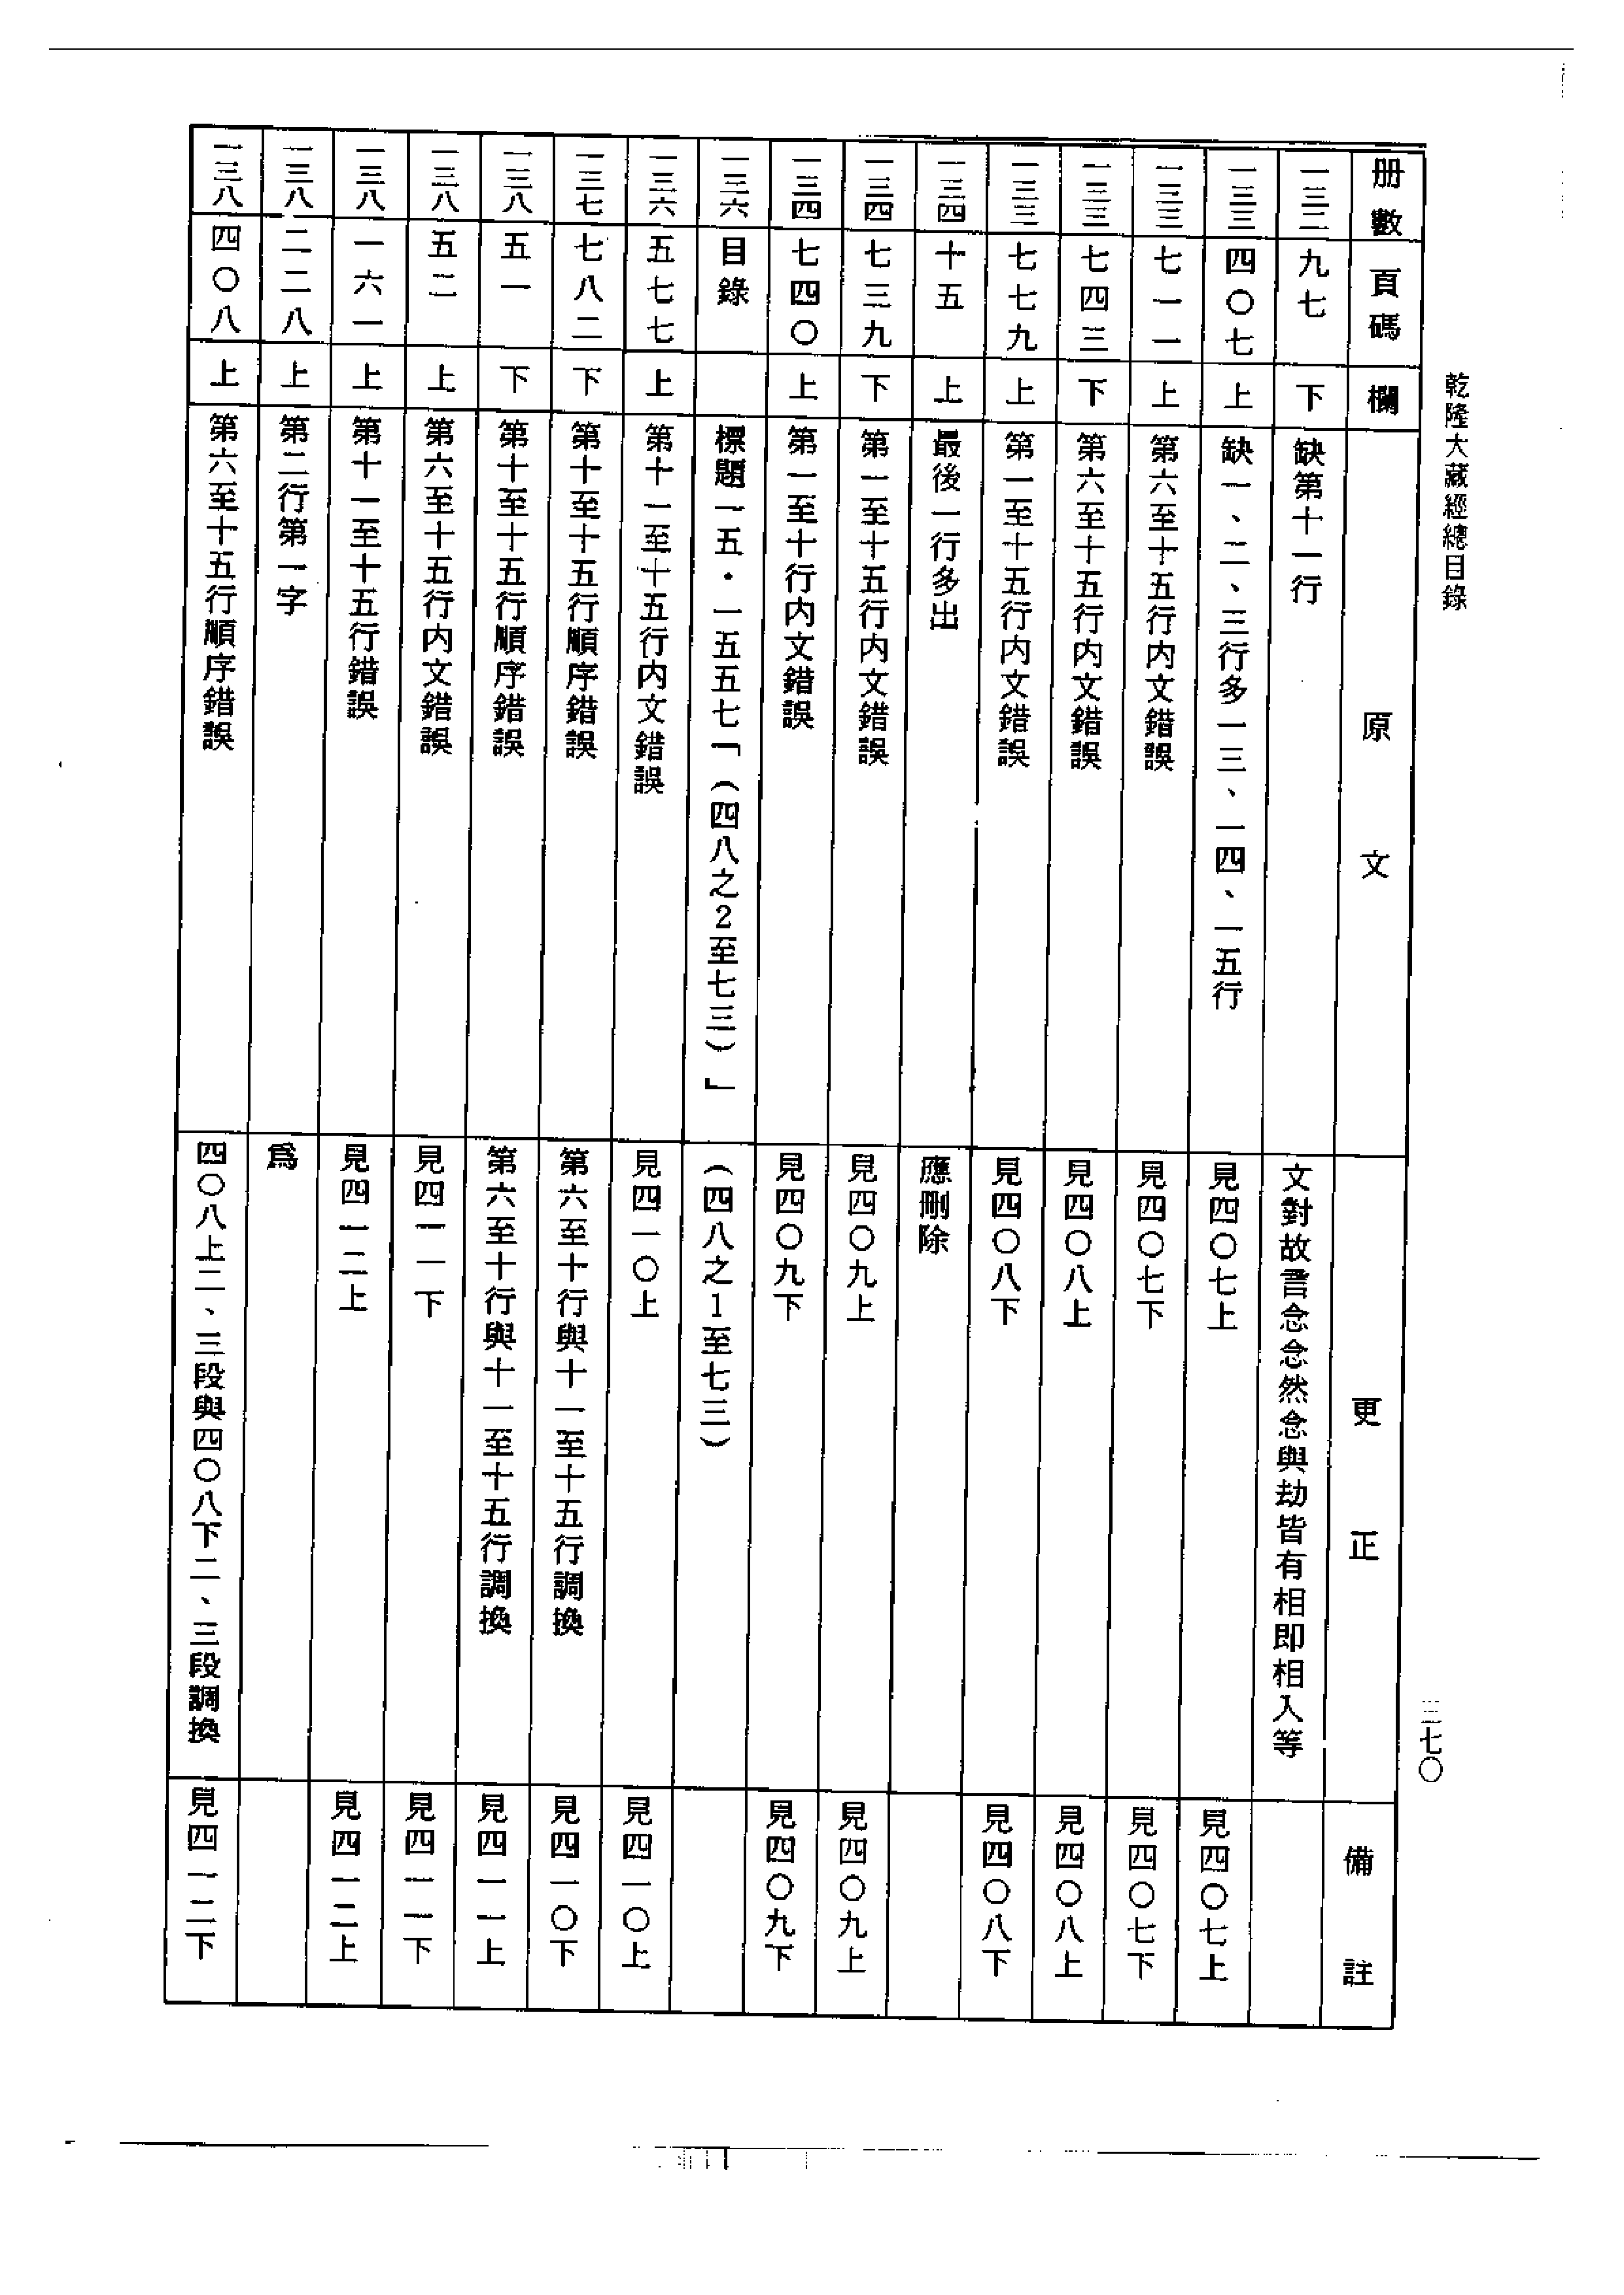 乾隆大藏經總目錄
三七〇
册數 頁碼 欄 原文 更正 備註
一三二 九七 下 缺第十一行 文對故言念念然念與劫皆有相即相入等
一三三 四〇七 上 缺一、二、三行多一三、一四、一五行 見四〇七上 見四〇七上
一三三 七一一 上 第六至十五行内文錯誤 見四〇七下 見四〇七下
一三三 七四三 下 第六至十五行内文錯誤 見四〇八上 見四〇八上
一三三 七七九 上 第一至十五行内文錯誤 見四〇八下 見四〇八下
一三四 十五 上 最後一行多出 應刪除
一三四 七三九 下 第一至十五行内文錯誤 見四〇九上 見四〇九上
一三四 七四〇 上 第一至十行内文錯誤 見四〇九下 見四〇九下
一三六 目錄 標題一五·一五五七「(四八之2至七三)」 (四八之1至七三)
一三六 五七七 上 第十一至十五行内文錯誤 見四一〇上 見四一〇上
一三七 七八二 下 第十至十五行順序錯誤 第六至十行與十一至十五行調換 見四一〇下
一三八 五一 下 第十至十五行順序錯誤 第六至十行與十一至十五行調換 見四一一上
一三八 五二 上 第六至十五行内文錯誤 見四一一下 見四一一下
一三八 一六一 上 第十一至十五行錯誤 見四一二上 見四一二上
一三八 二二八 上 第二行第一字 爲
一三八 四〇八 上 第六至十五行順序錯誤 四〇八上二、三段與四〇八下二、三段調換 見四一二下